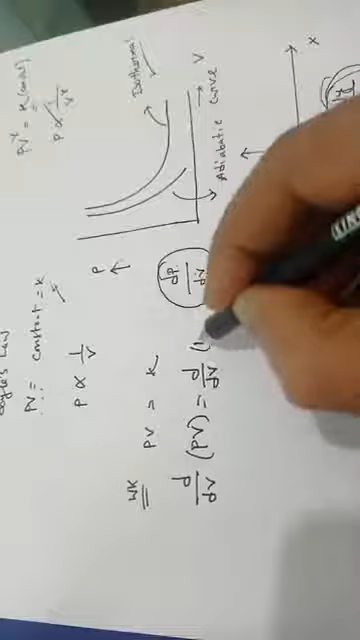 Boyle's Law
PV = constant = k
P ∝ 1/V
WK PV = K
d/dV (PV) = d/dV (
PV^γ = K (const)
P ∝ 1/V^γ
Isothermal
P
dP/dV
V
Adiabatic curve
X